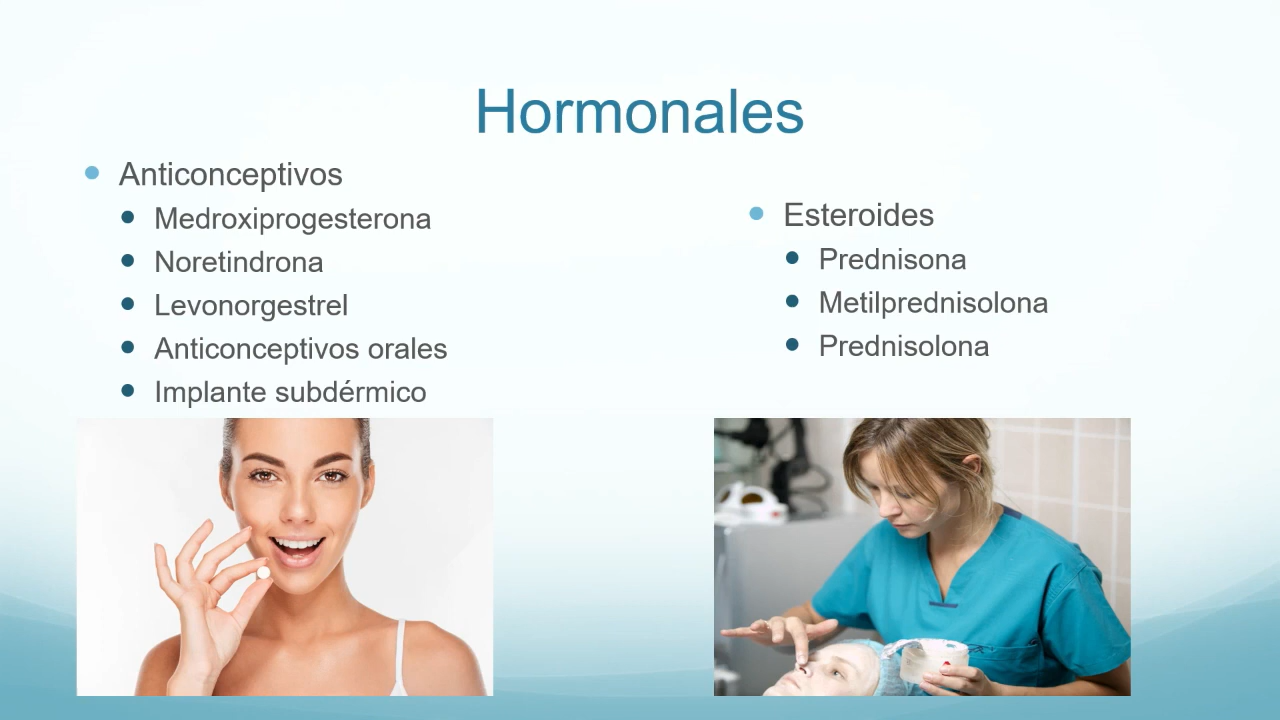 Hormonales
Anticonceptivos
Medroxiprogesterona
Noretindrona
Levonorgestrel
Anticonceptivos orales
Implante subdérmico
Esteroides
Prednisona
Metilprednisolona
Prednisolona